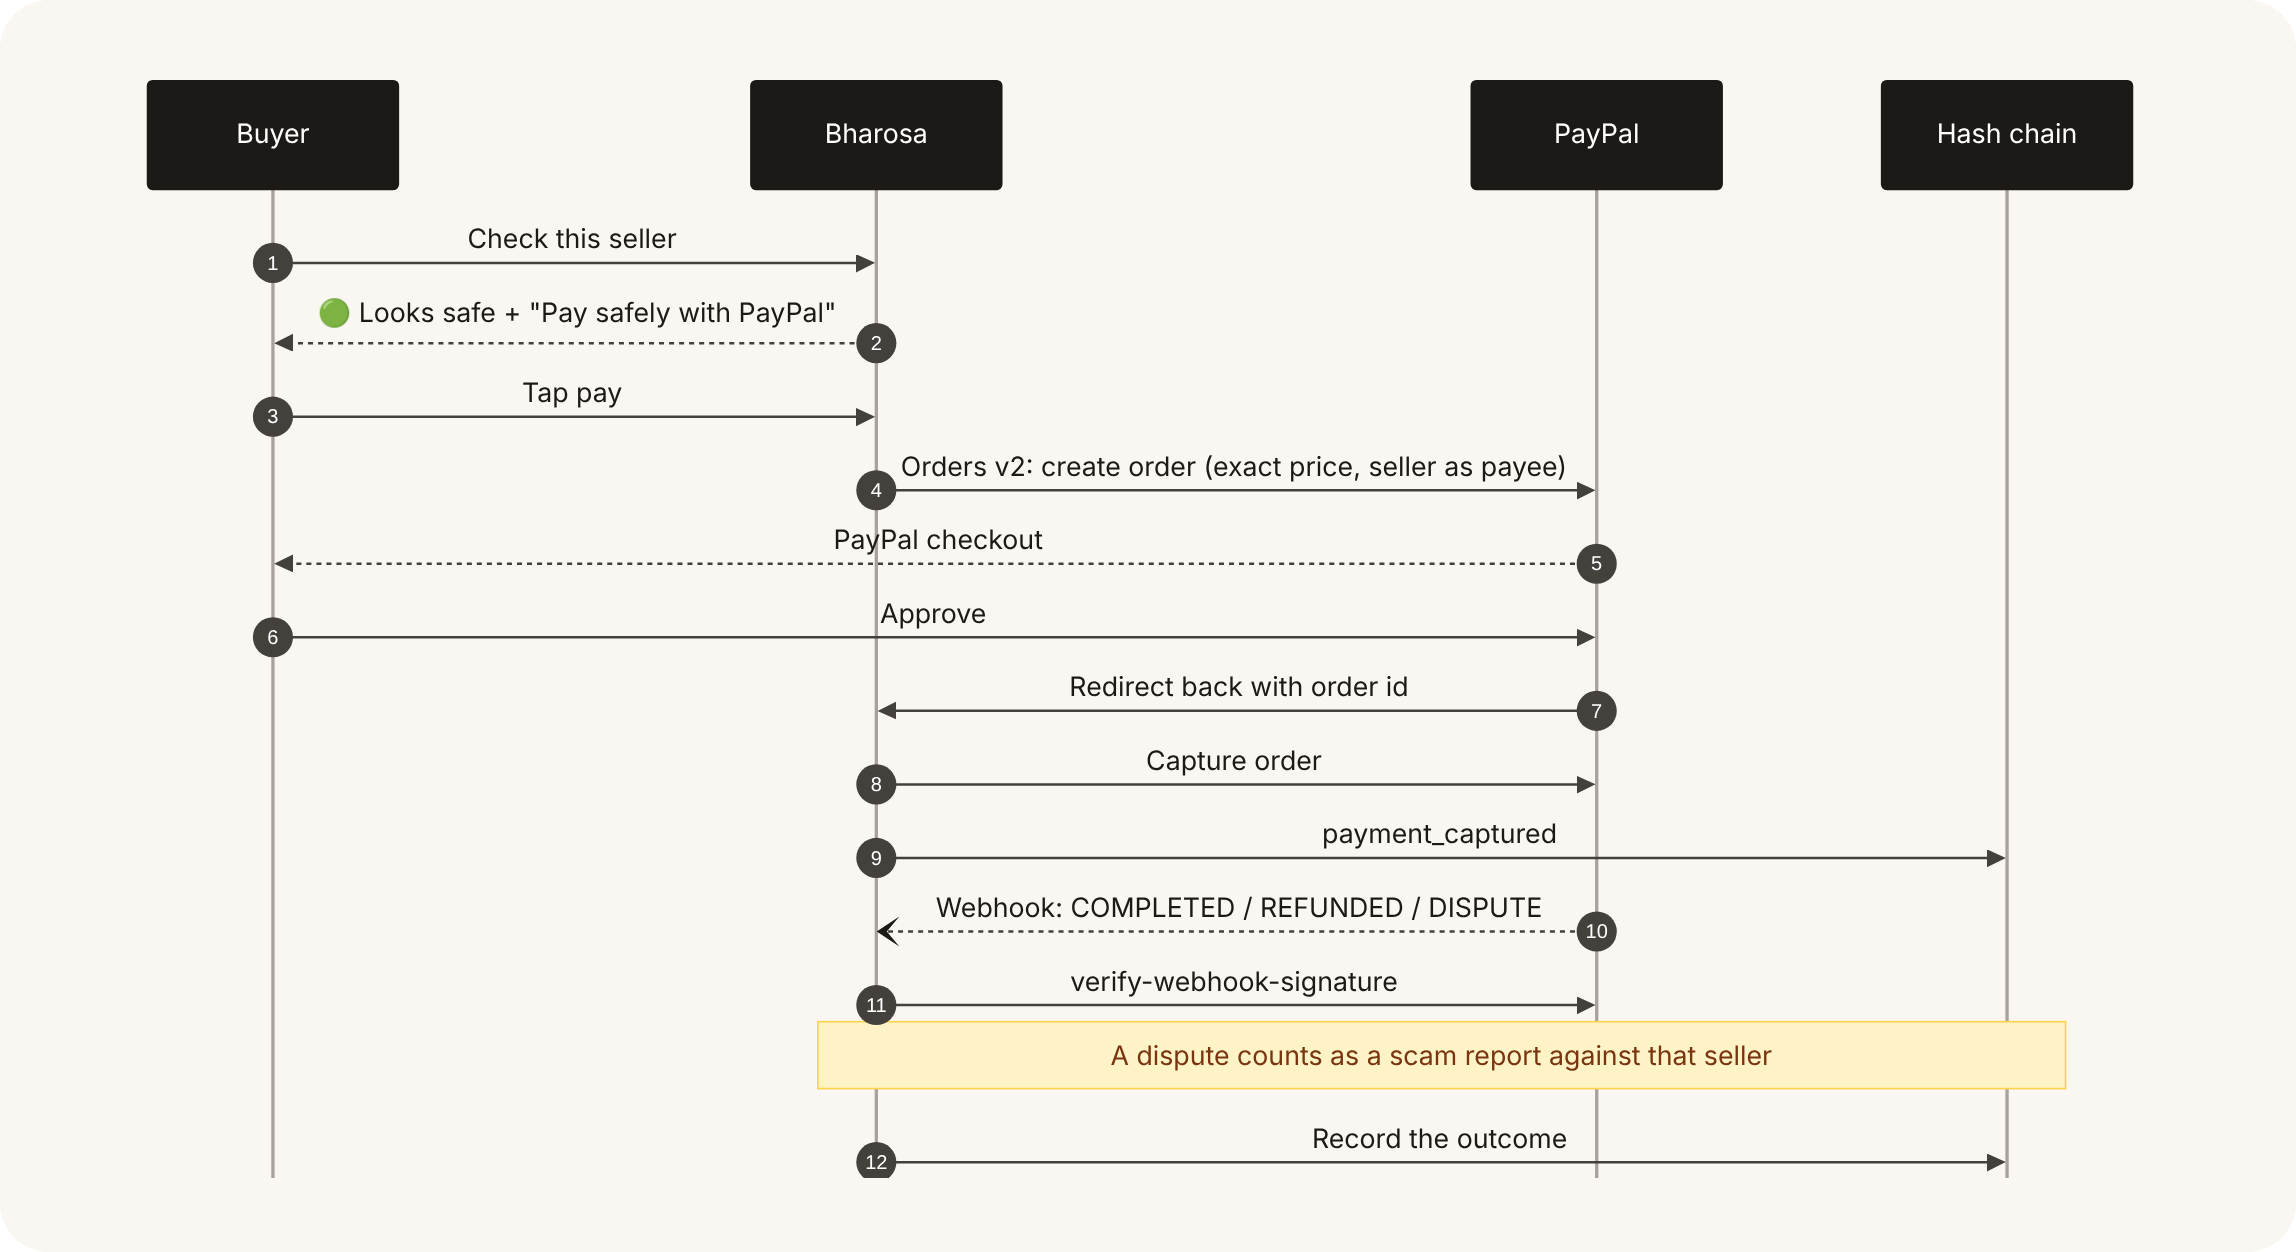 Buyer
Bharosa
PayPal
Hash chain
Check this seller
1
🟢 Looks safe + "Pay safely with PayPal"
2
Tap pay
3
Orders v2: create order (exact price, seller as payee)
4
PayPal checkout
5
Approve
6
Redirect back with order id
7
Capture order
8
payment_captured
9
Webhook: COMPLETED / REFUNDED / DISPUTE
10
verify-webhook-signature
11
A dispute counts as a scam report against that seller
Record the outcome
12